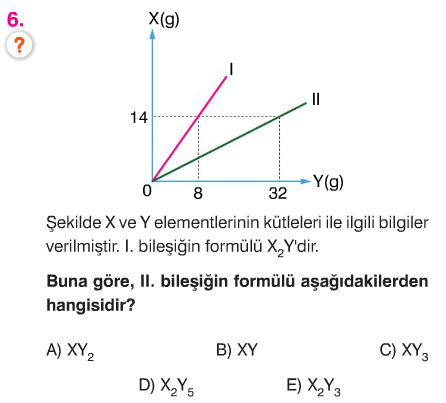 6.
?
X(g)
I
II
14
Y(g)
0 8 32
Şekilde X ve Y elementlerinin kütleleri ile ilgili bilgiler
verilmiştir. I. bileşiğin formülü X₂Y'dir.
Buna göre, II. bileşiğin formülü aşağıdakilerden
hangisidir?
A) XY₂ B) XY C) XY₃
D) X₂Y₅ E) X₂Y₃